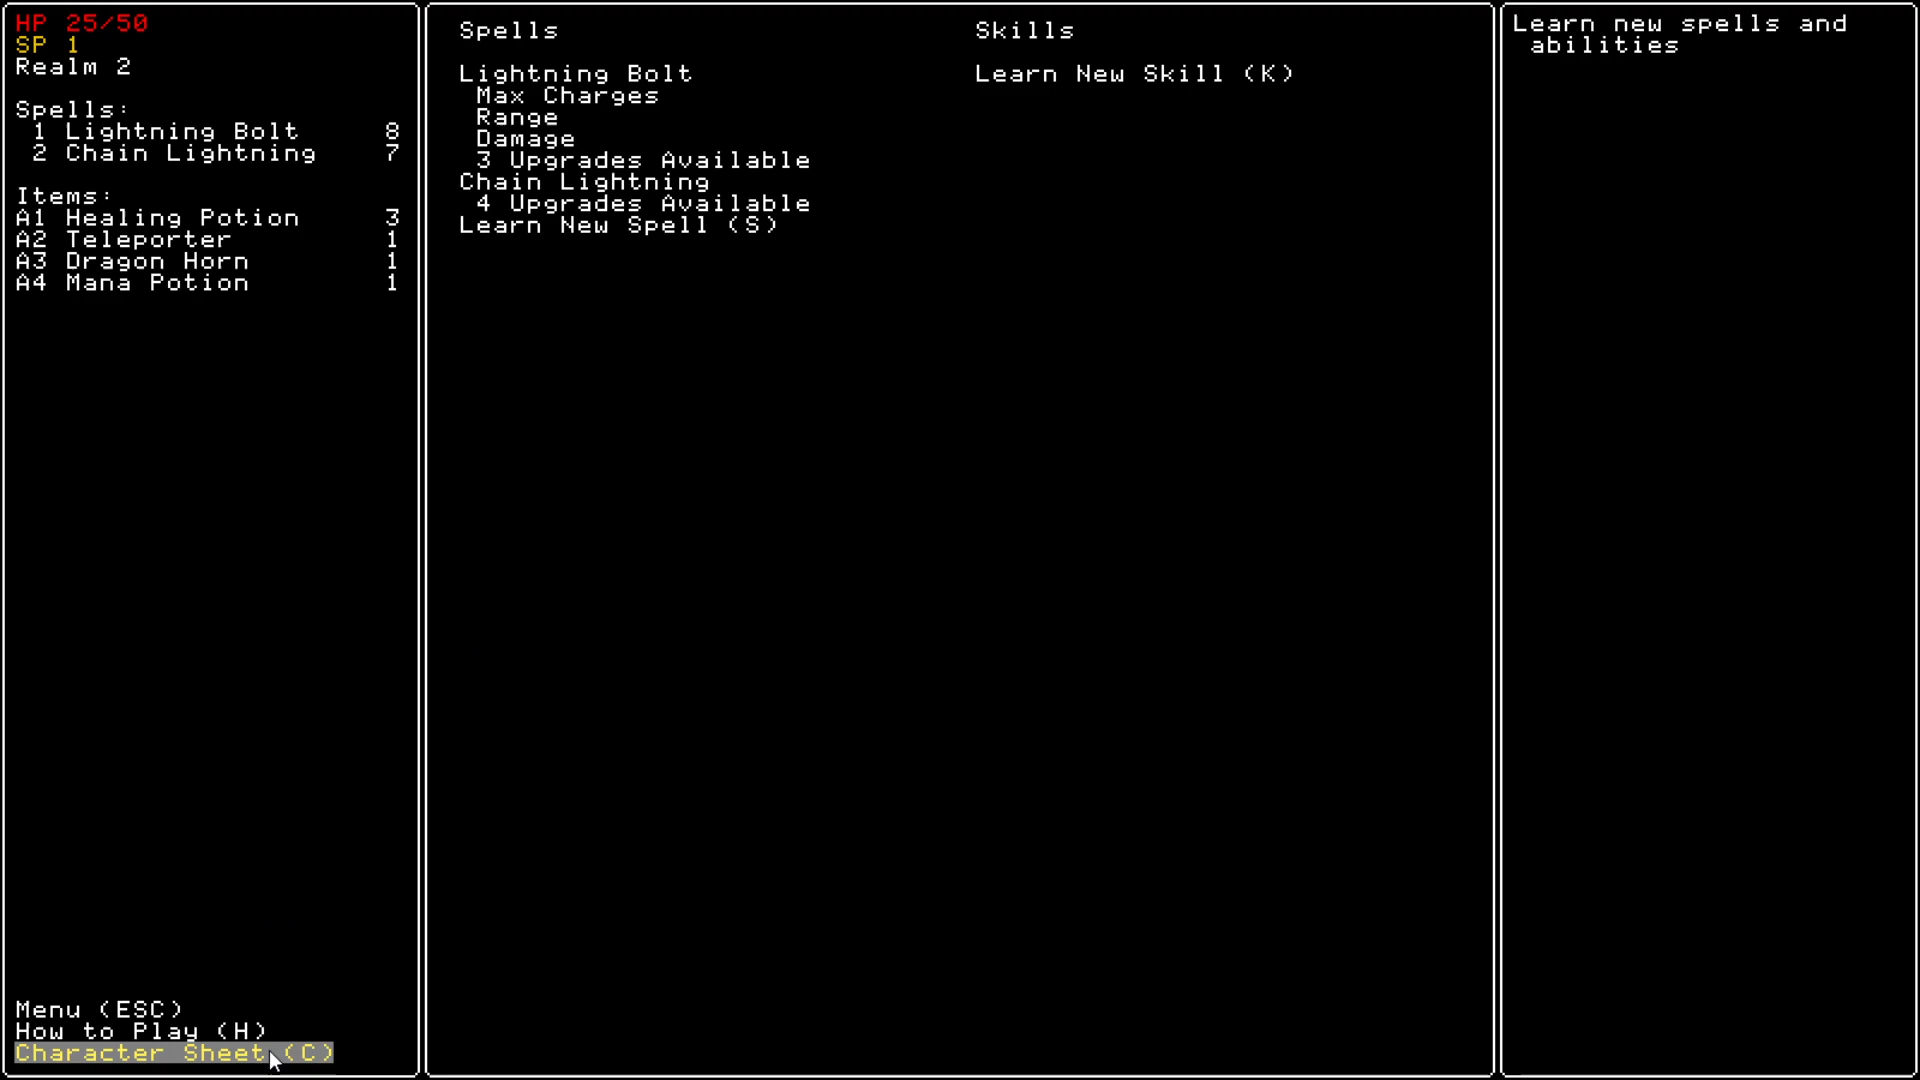 HP 25/50
SP 1
Realm 2
Spells:
1 Lightning Bolt 8
2 Chain Lightning 7
Items:
A1 Healing Potion 3
A2 Teleporter 1
A3 Dragon Horn 1
A4 Mana Potion 1
Menu (ESC)
How to Play (H)
Character Sheet (C)
Spells
Lightning Bolt
Max Charges
Range
Damage
3 Upgrades Available
Chain Lightning
4 Upgrades Available
Learn New Spell (S)
Skills
Learn New Skill (K)
Learn new spells and
abilities